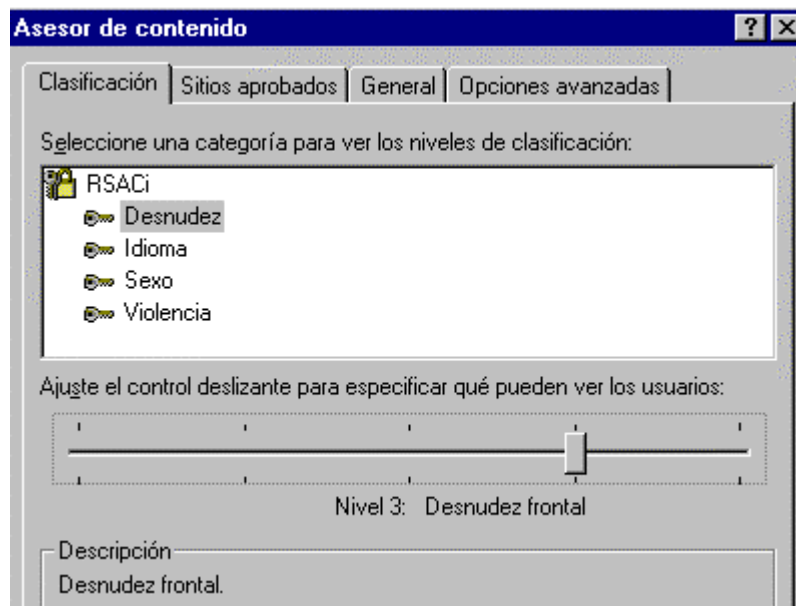 Asesor de contenido
Clasificación Sitios aprobados General Opciones avanzadas
Seleccione una categoría para ver los niveles de clasificación:
RSACi
Desnudez
Idioma
Sexo
Violencia
Ajuste el control deslizante para especificar qué pueden ver los usuarios:
Nivel 3: Desnudez frontal
Descripción
Desnudez frontal.